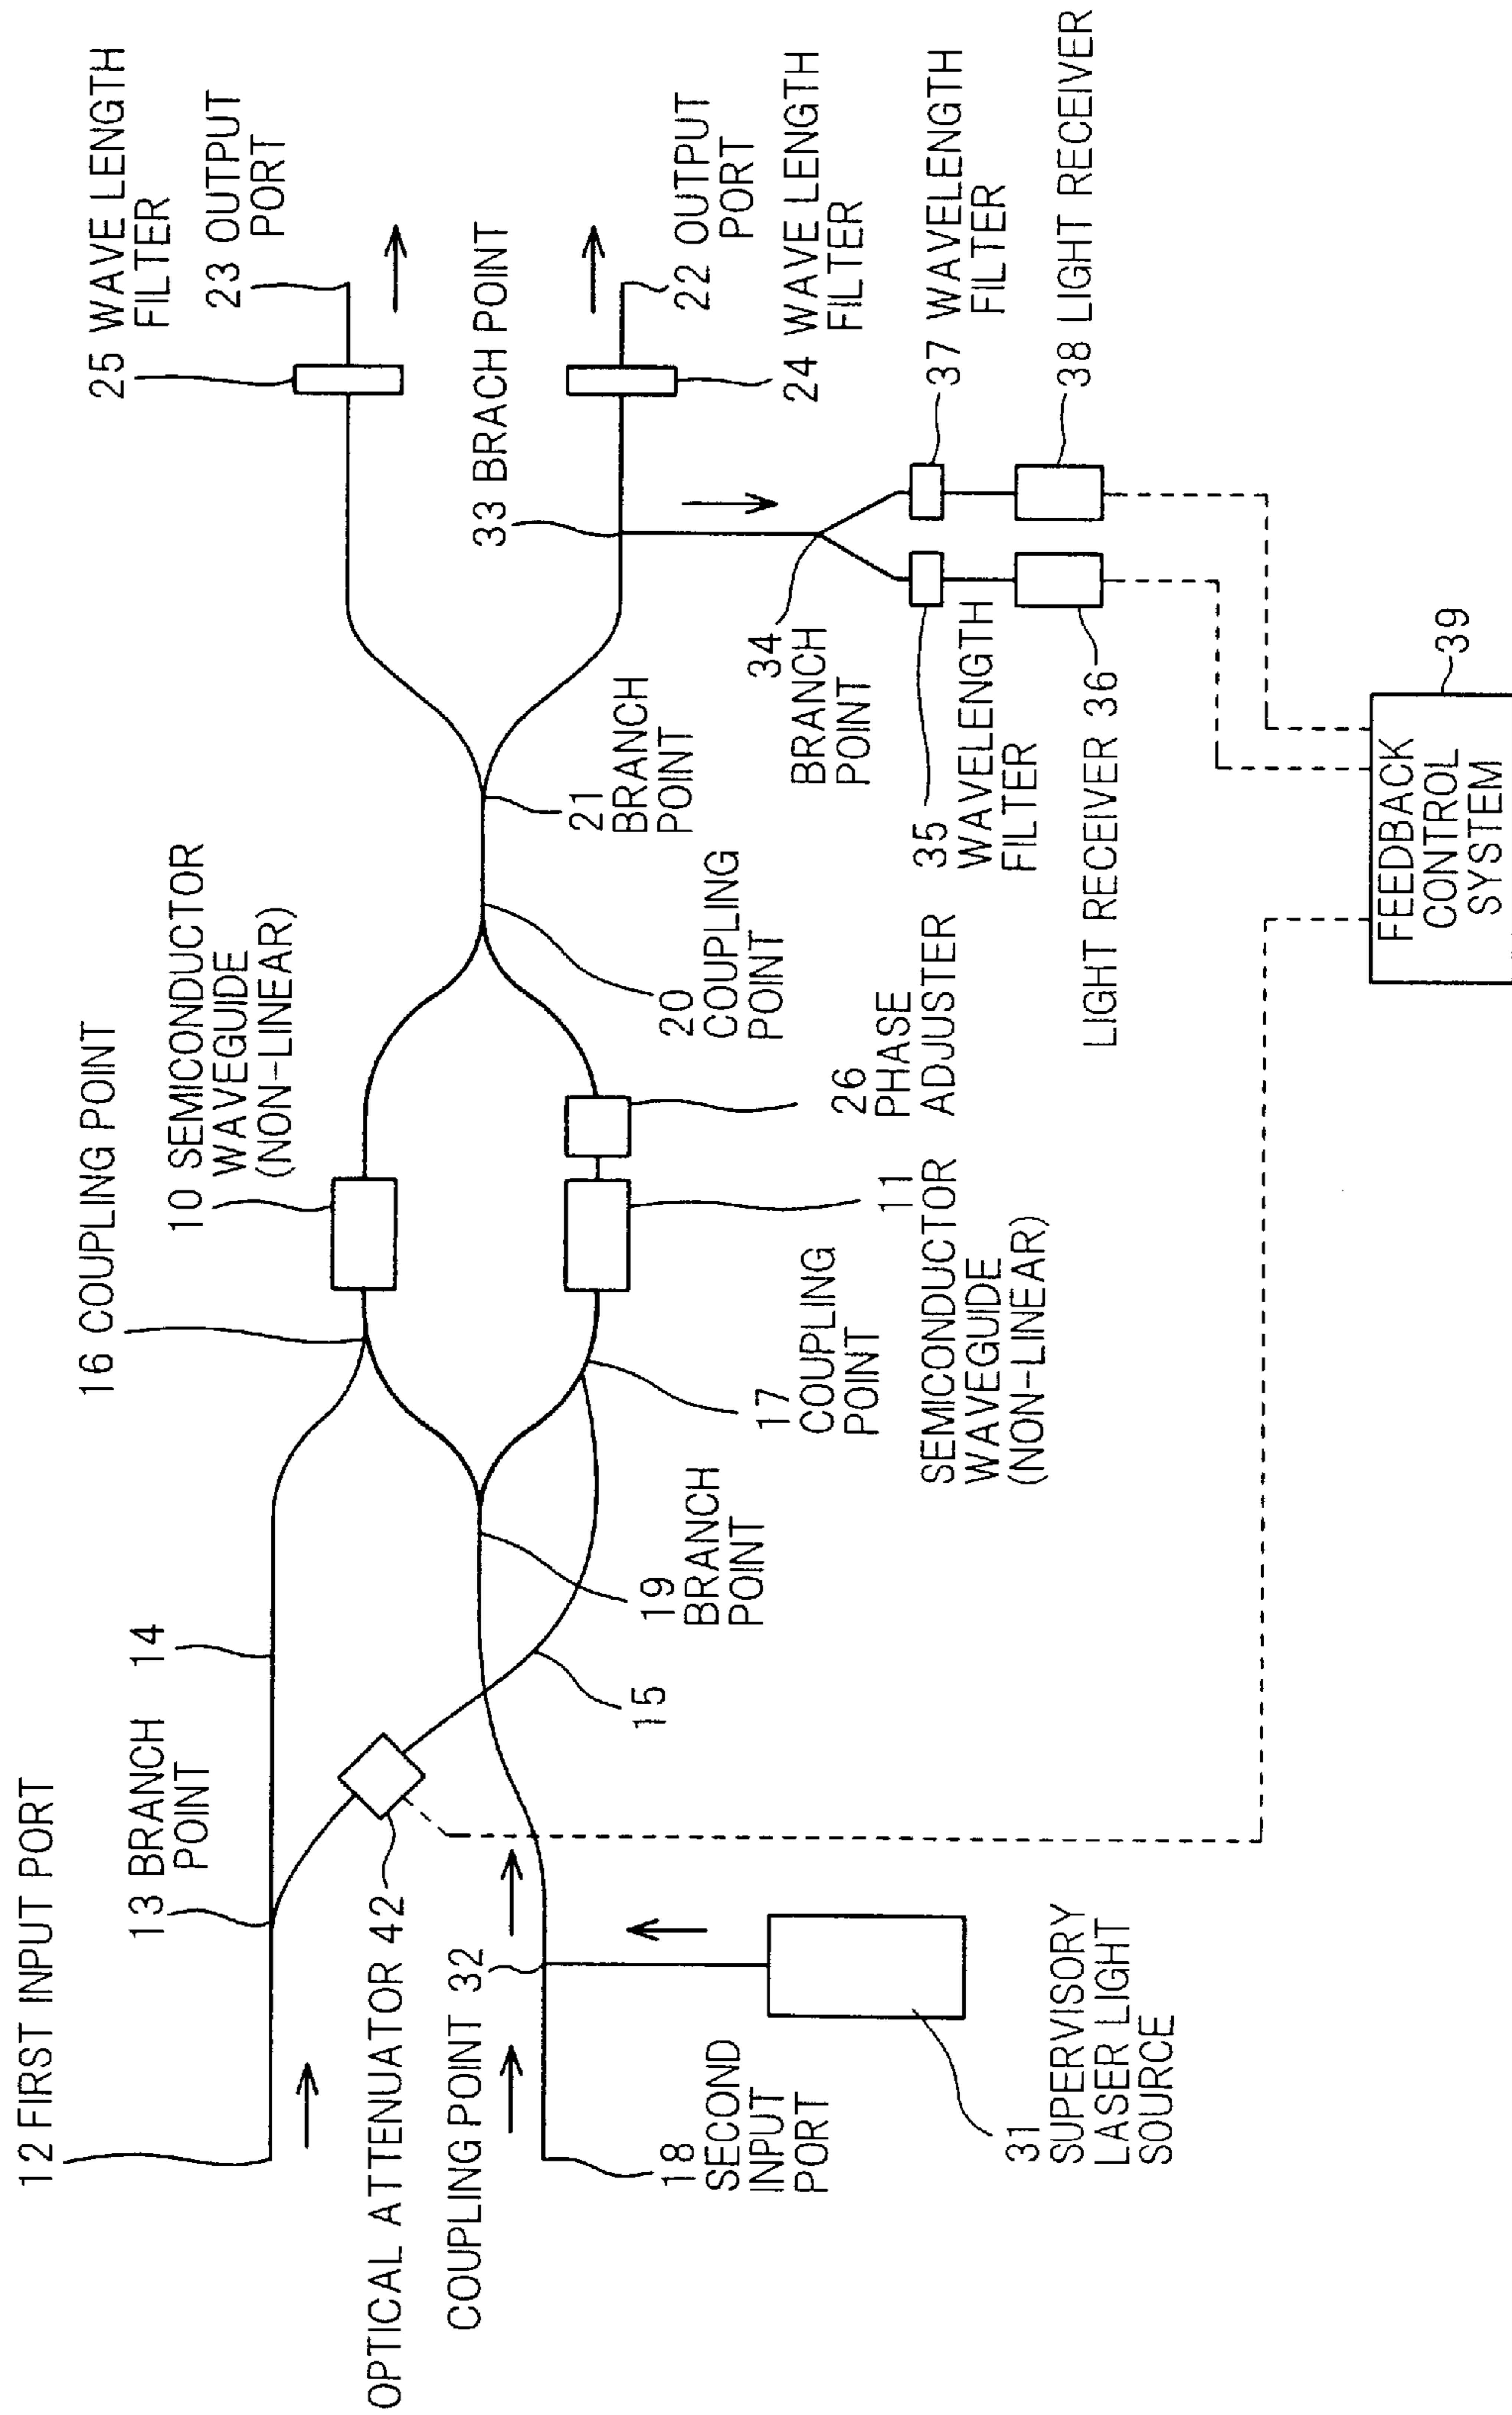 12 FIRST INPUT PORT
13 BRANCH
POINT
14
16 COUPLING POINT
10 SEMICONDUCTOR
WAVEGUIDE
(NON-LINEAR)
25 WAVE LENGTH
FILTER
23 OUTPUT
PORT
OPTICAL ATTENUATOR 42
COUPLING POINT 32
18
SECOND
INPUT
PORT
31
SUPERVISORY
LASER LIGHT
SOURCE
15
19
BRANCH
POINT
17
COUPLING
POINT
11
SEMICONDUCTOR
WAVEGUIDE
(NON-LINEAR)
26
PHASE
ADJUSTER
20
COUPLING
POINT
21
BRANCH
POINT
33 BRACH POINT
22 OUTPUT
PORT
24 WAVE LENGTH
FILTER
34
BRANCH
POINT
35
WAVELENGTH
FILTER
LIGHT RECEIVER 36
37 WAVELENGTH
FILTER
38 LIGHT RECEIVER
39
FEEDBACK
CONTROL
SYSTEM